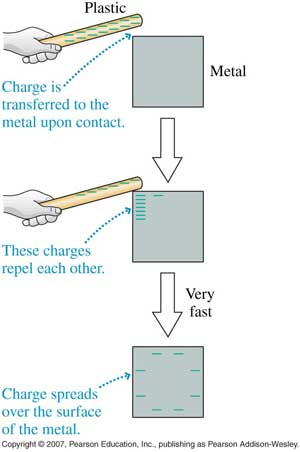 Plastic
Metal
Charge is
transferred to the
metal upon contact.
These charges
repel each other.
Very
fast
Charge spreads
over the surface
of the metal.
Copyright © 2007, Pearson Education, Inc., publishing as Pearson Addison-Wesley.